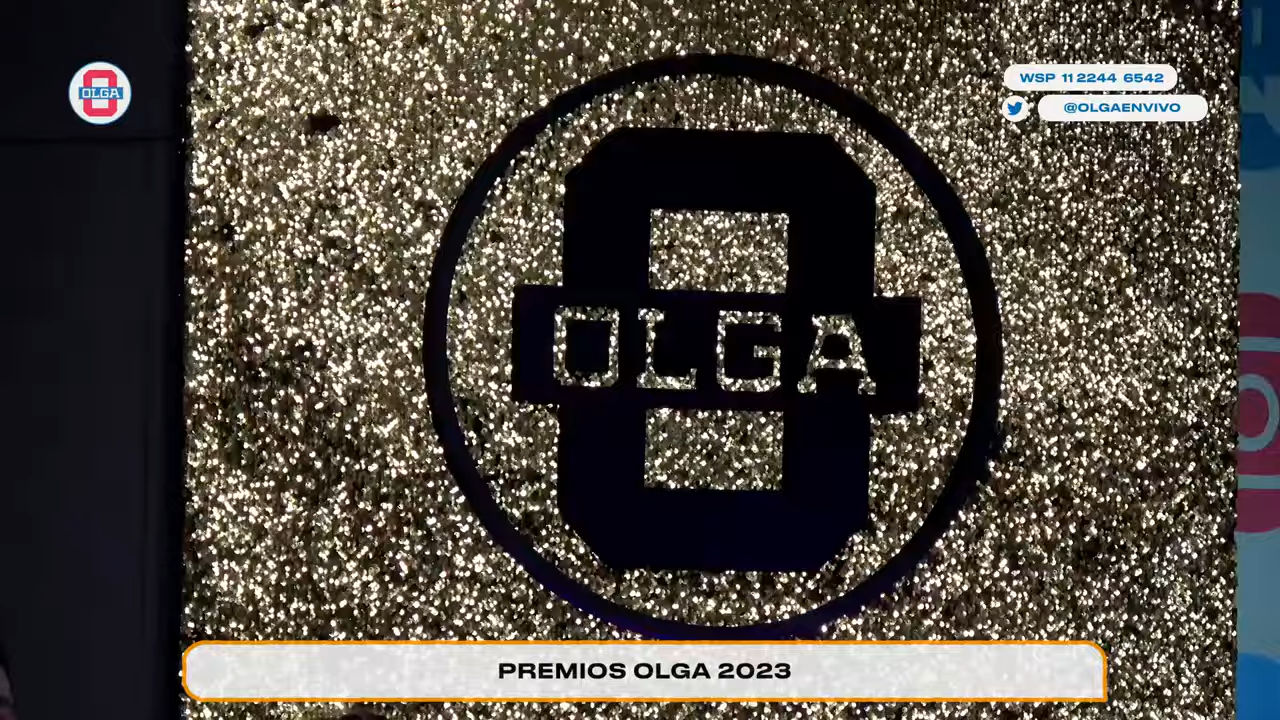 OLGA
WSP 11 2244 6542
@OLGAENVIVO
OLGA
PREMIOS OLGA 2023